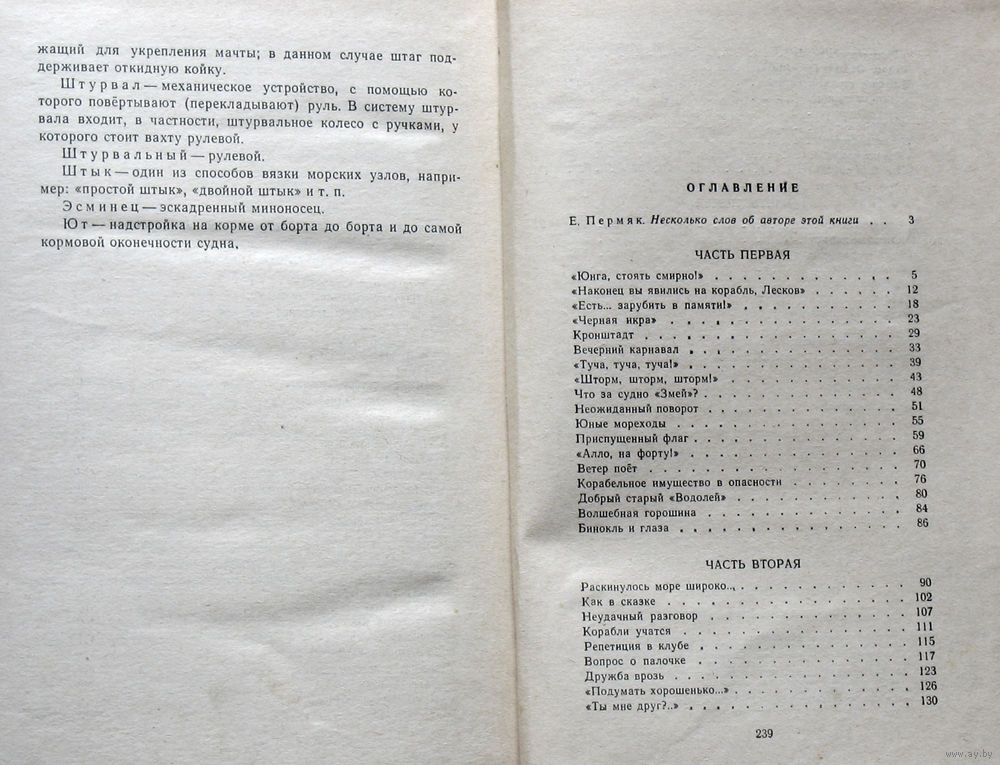 жащий для укрепления мачты; в данном случае штаг под-
держивает откидную койку.
Штурвал — механическое устройство, с помощью ко-
торого повёртывают (перекладывают) руль. В систему штур-
вала входит, в частности, штурвальное колесо с ручками, у
которого стоит вахту рулевой.
Штурвальный — рулевой.
Штык — один из способов вязки морских узлов, напри-
мер: «простой штык», «двойной штык» и т. п.
Эсминец — эскадренный миноносец.
Ют — надстройка на корме от борта до борта и до самой
кормовой оконечности судна.
ОГЛАВЛЕНИЕ
Е. Пермяк. Несколько слов об авторе этой книги . . 3
ЧАСТЬ ПЕРВАЯ
«Юнга, стоять смирно!» . . . . . . . . . . . . 5
«Наконец вы явились на корабль, Лесков» . . . . . . 12
«Есть... зарубить в памяти!» . . . . . . . . . . 18
«Черная икра» . . . . . . . . . . . . . . . 23
Кронштадт . . . . . . . . . . . . . . . . 29
Вечерний карнавал . . . . . . . . . . . . . . 33
«Туча, туча, туча!» . . . . . . . . . . . . . . 39
«Шторм, шторм, шторм!» . . . . . . . . . . . 43
Что за судно «Змей»? . . . . . . . . . . . . . 48
Неожиданный поворот . . . . . . . . . . . . . 51
Юные мореходы . . . . . . . . . . . . . . 55
Приспущенный флаг . . . . . . . . . . . . . 59
«Алло, на форту!» . . . . . . . . . . . . . . 66
Ветер поёт . . . . . . . . . . . . . . . . 70
Корабельное имущество в опасности . . . . . . . . 76
Добрый старый «Водолей» . . . . . . . . . . . 80
Волшебная горошина . . . . . . . . . . . . . 84
Бинокль и глаза . . . . . . . . . . . . . . . 86
ЧАСТЬ ВТОРАЯ
Раскинулось море широко... . . . . . . . . . . . 90
Как в сказке . . . . . . . . . . . . . . . 102
Неудачный разговор . . . . . . . . . . . . . 107
Корабли учатся . . . . . . . . . . . . . . 111
Репетиция в клубе . . . . . . . . . . . . . . 115
Вопрос о палочке . . . . . . . . . . . . . . 117
Дружба врозь . . . . . . . . . . . . . . . 123
«Подумать хорошенько...» . . . . . . . . . . . 126
«Ты мне друг?..» . . . . . . . . . . . . . . 130
239
www.ay.by